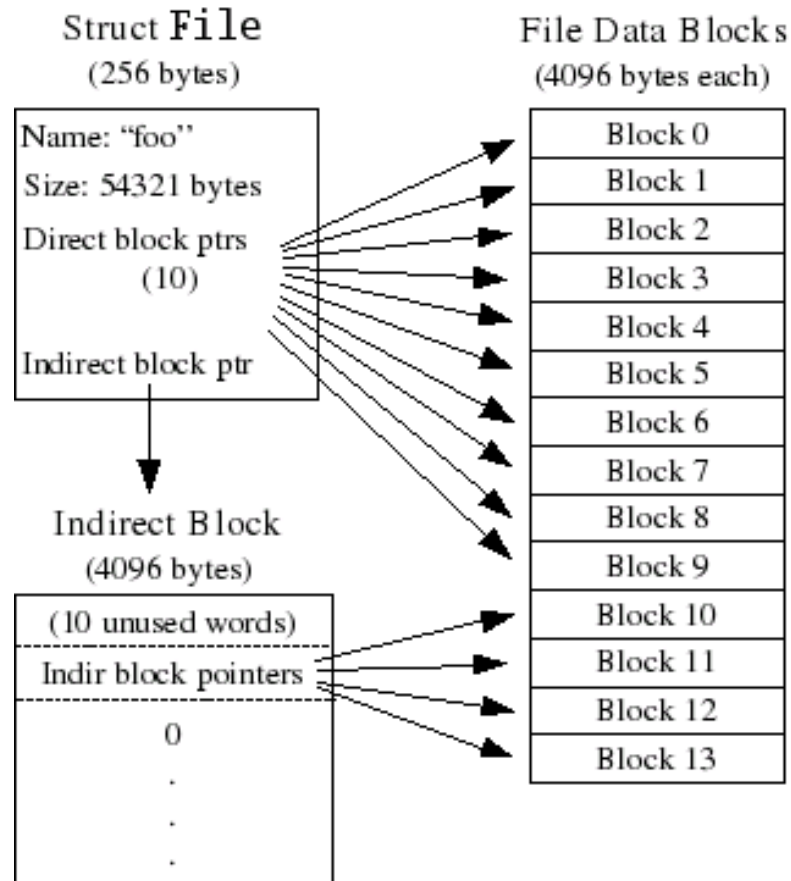 Struct File
(256 bytes)
Name: “foo’’
Size: 54321 bytes
Direct block ptrs
(10)
Indirect block ptr
Indirect Block
(4096 bytes)
(10 unused words)
Indir block pointers
0
.
.
.
File Data Blocks
(4096 bytes each)
Block 0
Block 1
Block 2
Block 3
Block 4
Block 5
Block 6
Block 7
Block 8
Block 9
Block 10
Block 11
Block 12
Block 13